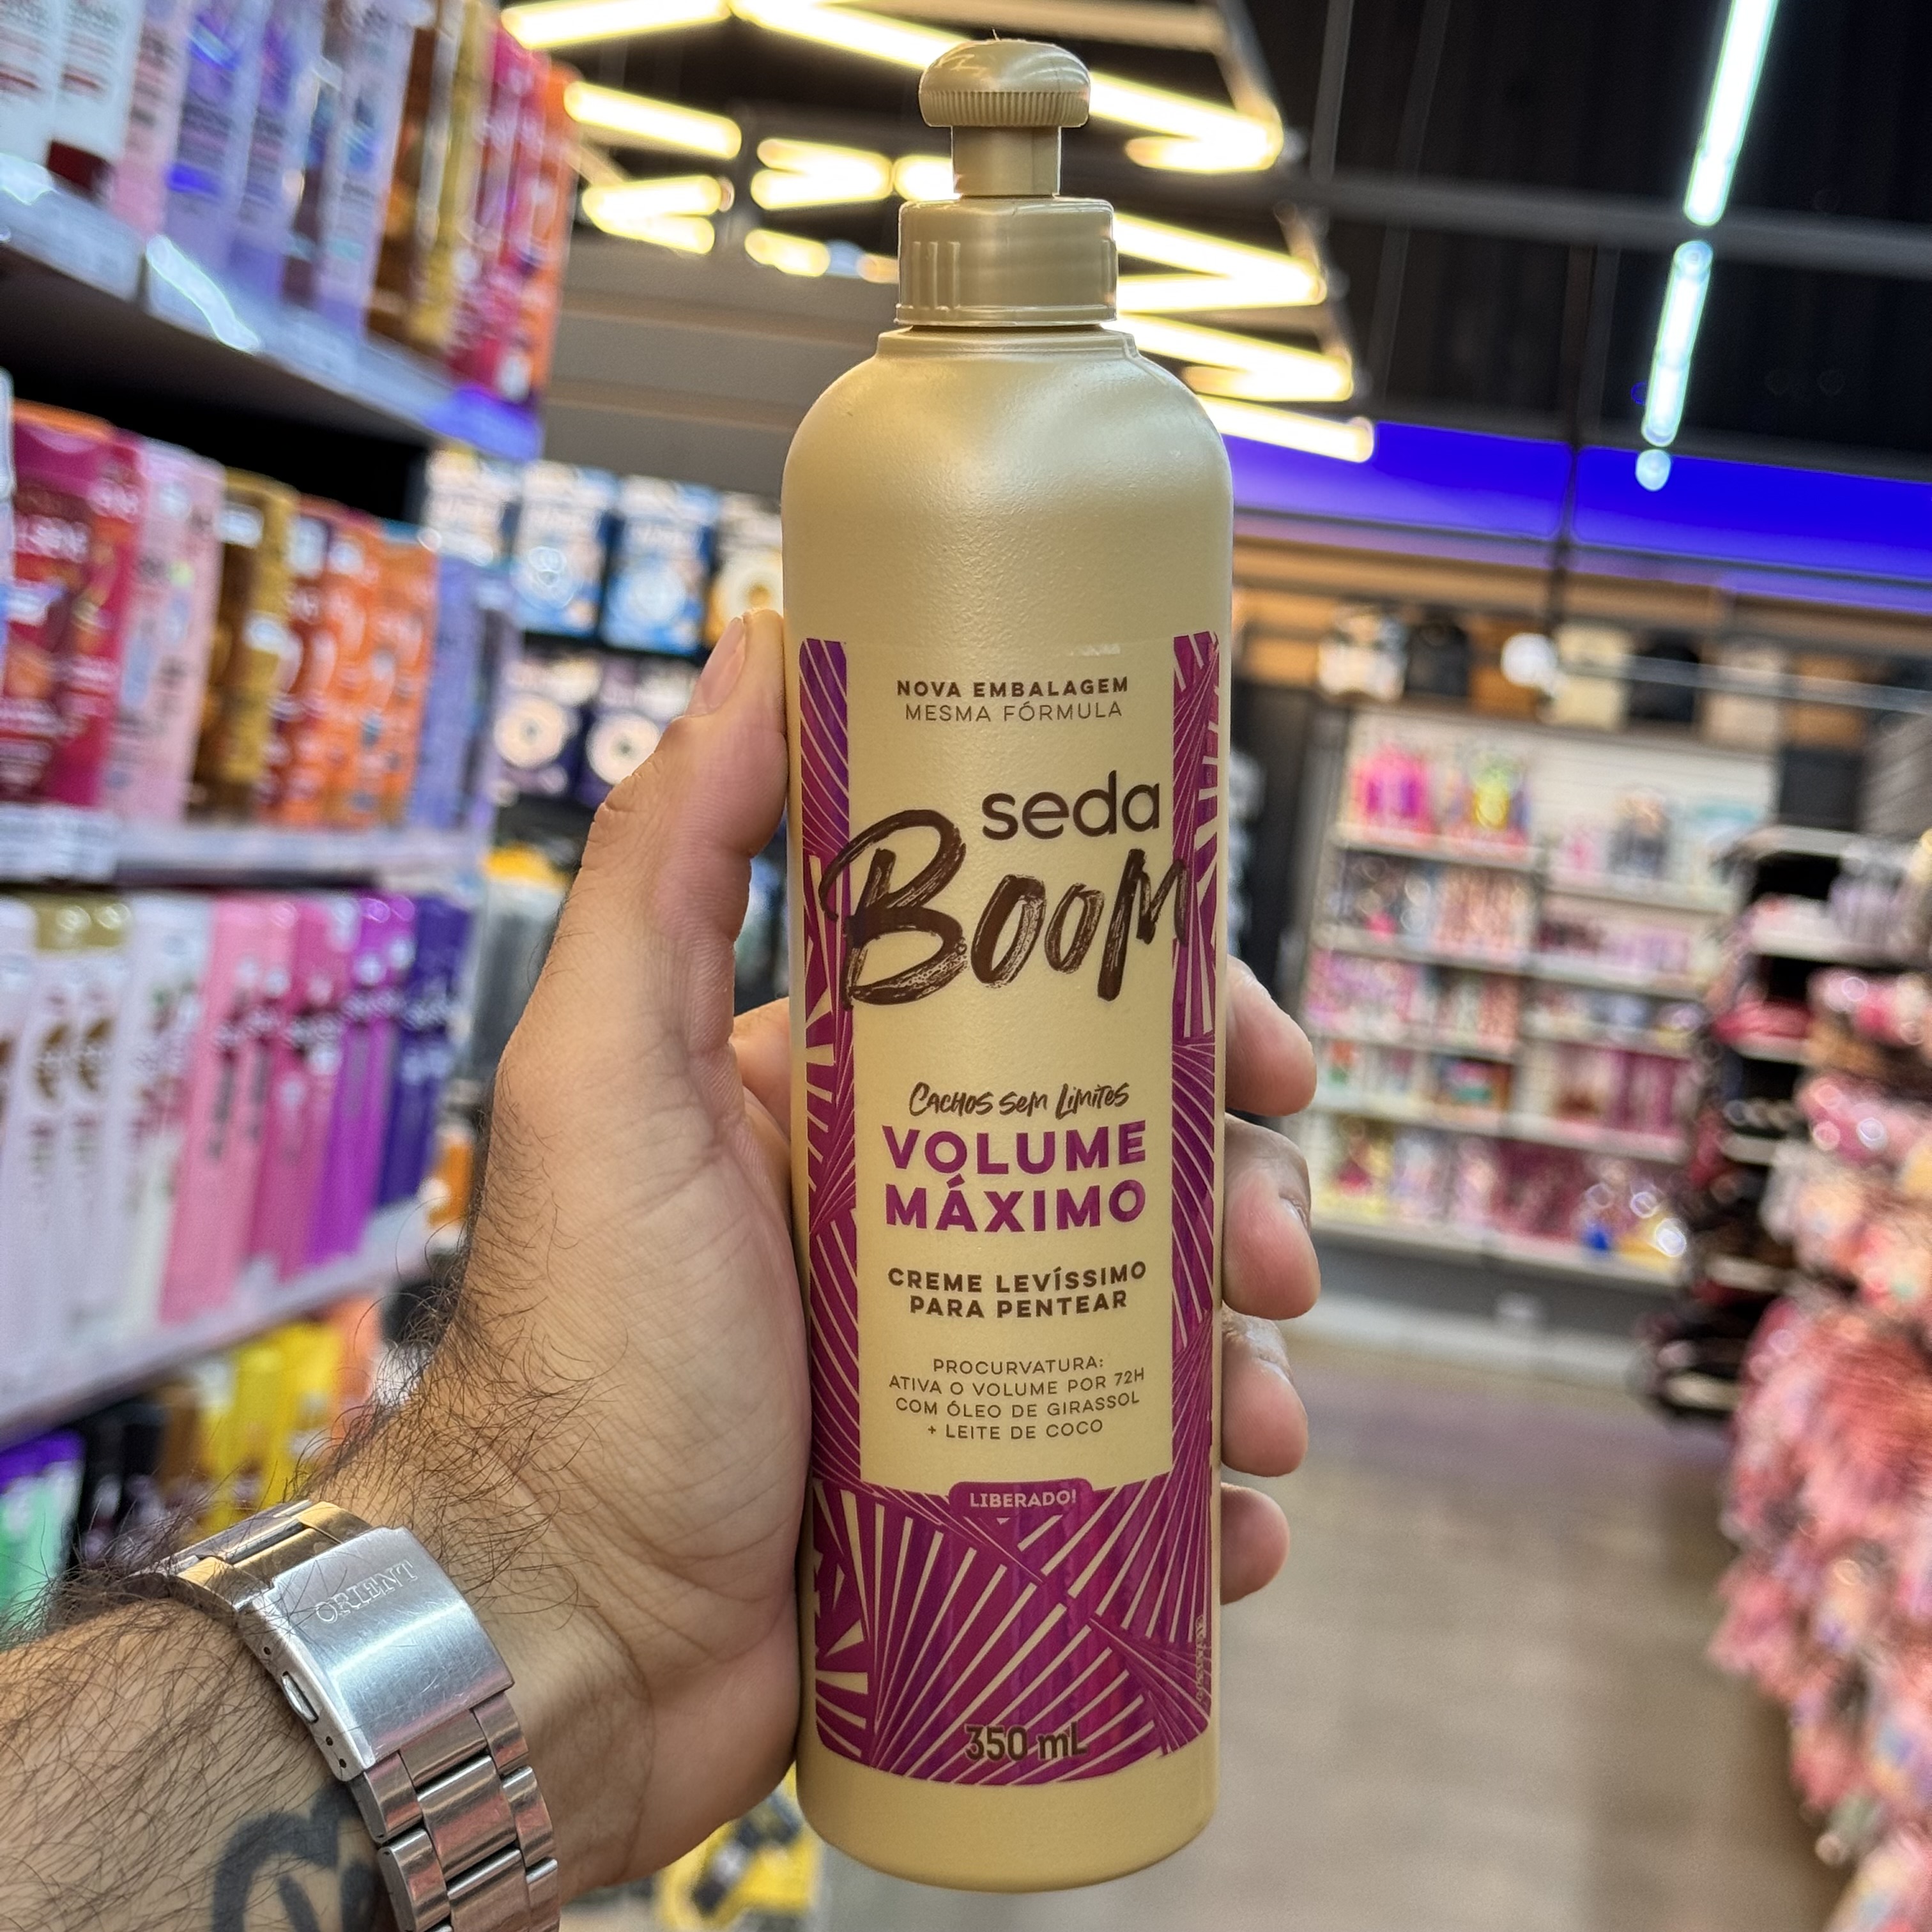 NOVA EMBALAGEM
MESMA FÓRMULA
seda
BOOM
CACHOS SEM LIMITES
VOLUME
MÁXIMO
CREME LEVÍSSIMO
PARA PENTEAR
PROCURVATURA:
ATIVA O VOLUME POR 72H
COM ÓLEO DE GIRASSOL
+ LEITE DE COCO
LIBERADO!
350 mL
ORIENT